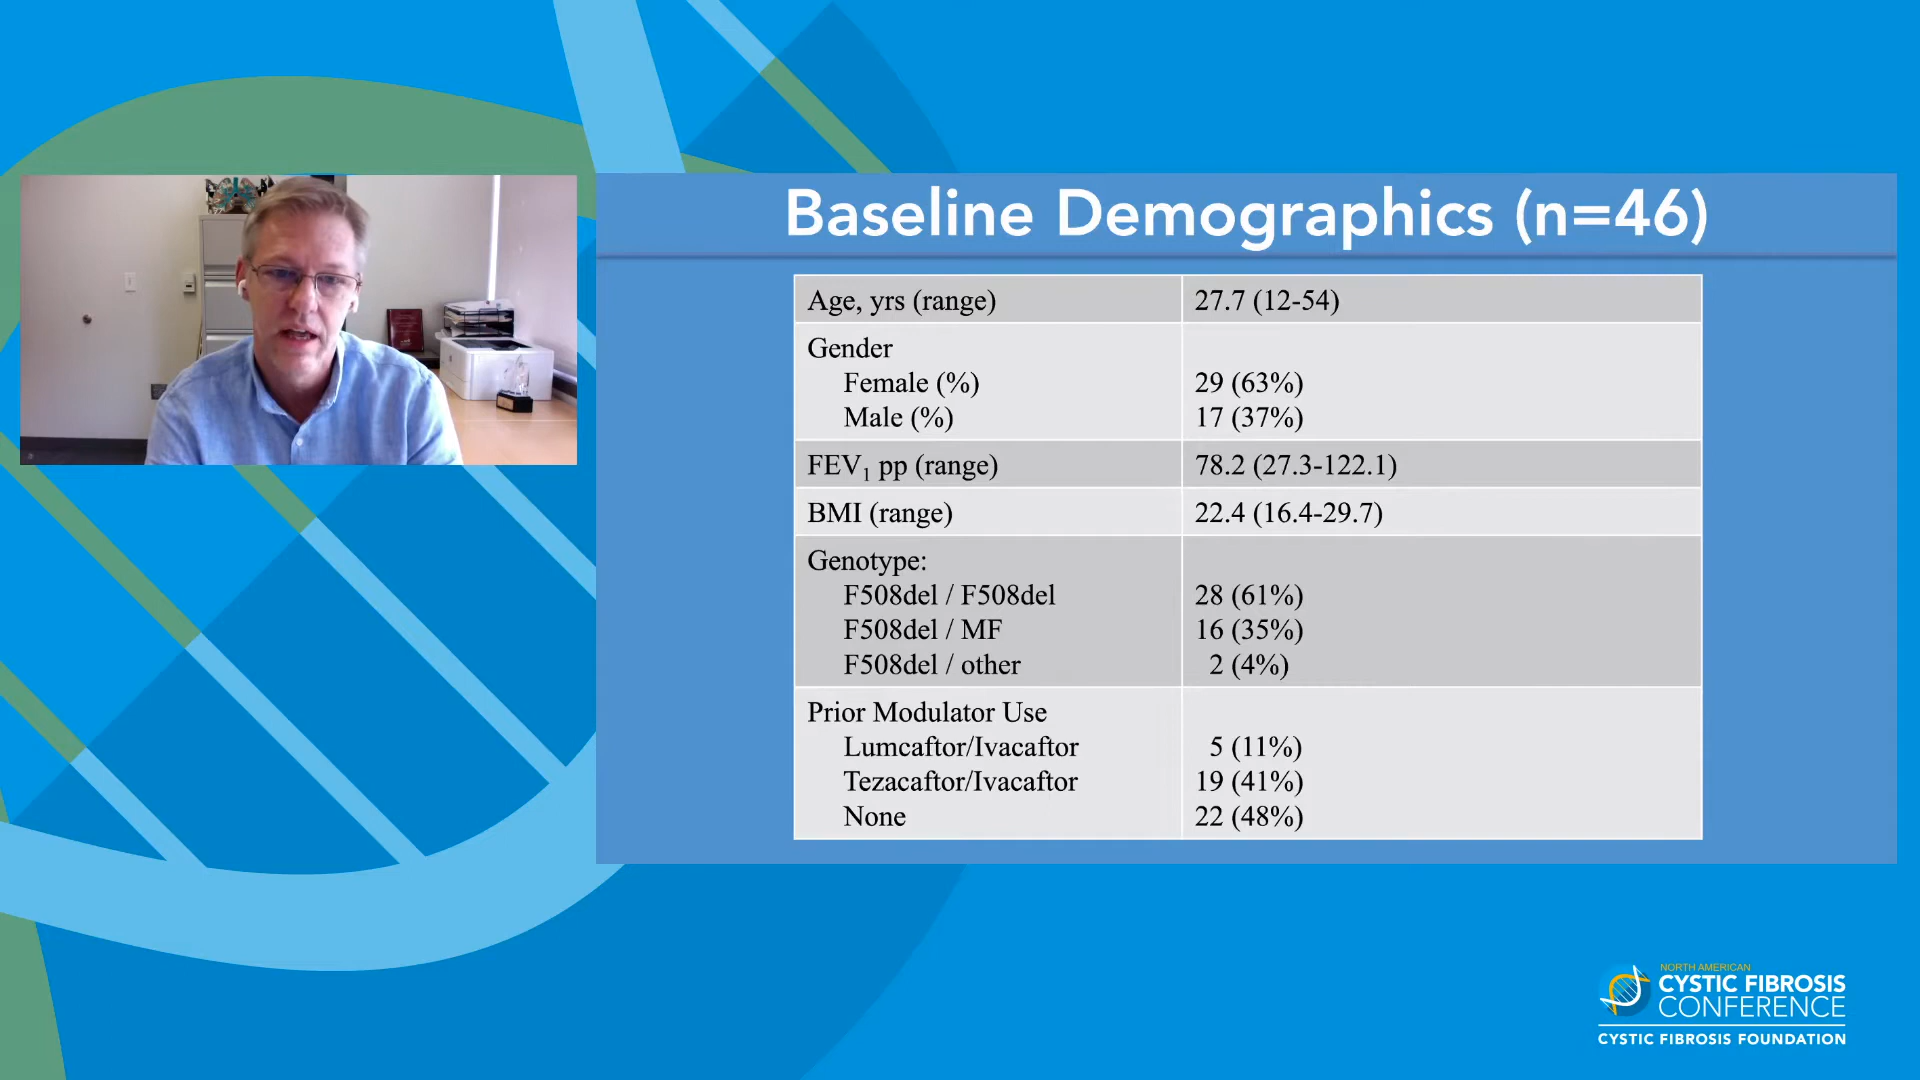 Baseline Demographics (n=46)
Age, yrs (range) 27.7 (12-54)
Gender
Female (%) 29 (63%)
Male (%) 17 (37%)
FEV1 pp (range) 78.2 (27.3-122.1)
BMI (range) 22.4 (16.4-29.7)
Genotype:
F508del / F508del 28 (61%)
F508del / MF 16 (35%)
F508del / other 2 (4%)
Prior Modulator Use
Lumcaftor/Ivacaftor 5 (11%)
Tezacaftor/Ivacaftor 19 (41%)
None 22 (48%)
NORTH AMERICAN
CYSTIC FIBROSIS
CONFERENCE
CYSTIC FIBROSIS FOUNDATION